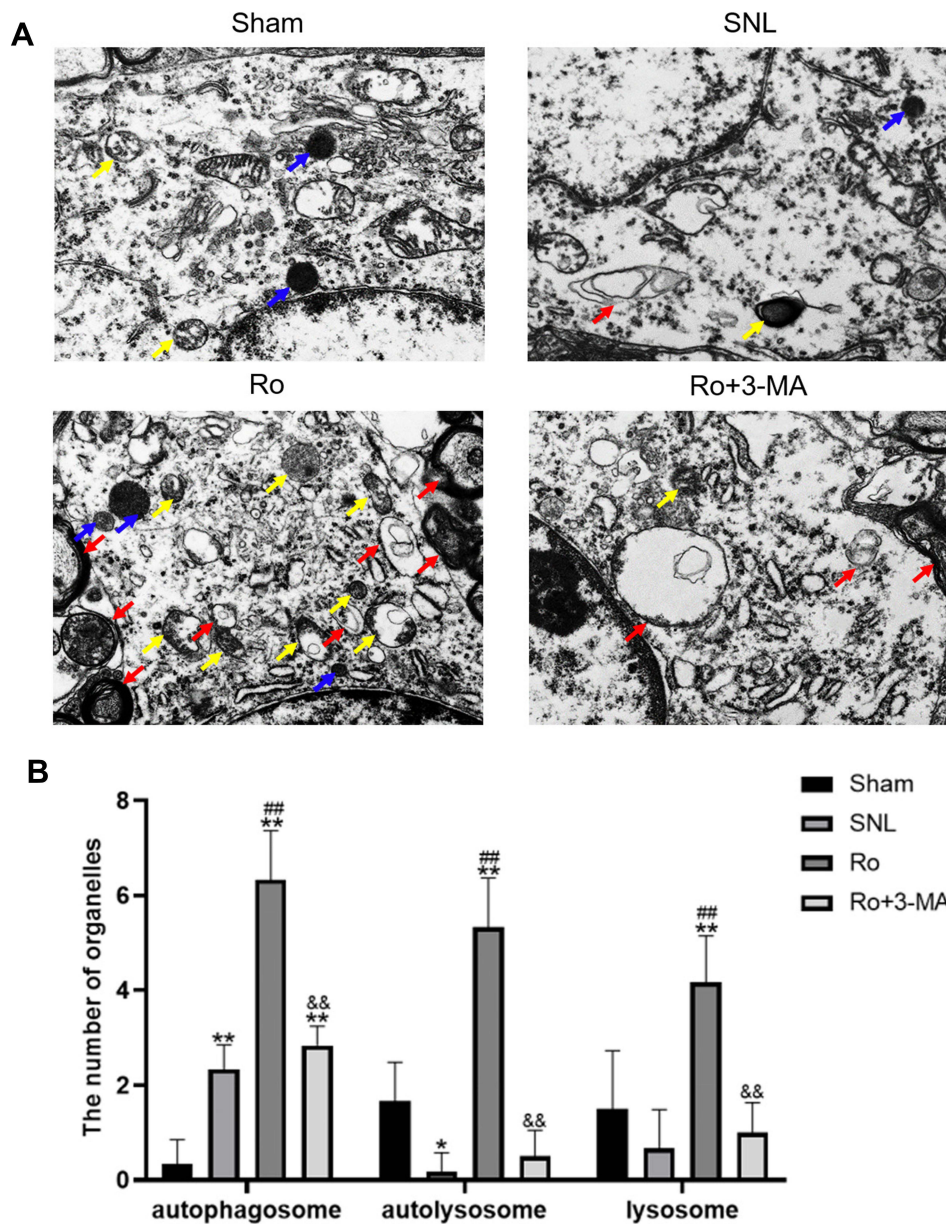 A
Sham
SNL
Ro
Ro+3-MA
B
The number of organelles
8
6
4
2
0
**
##
**
&&
**
*
##
**
&&
##
**
&&
autophagosome
autolysosome
lysosome
Sham
SNL
Ro
Ro+3-MA